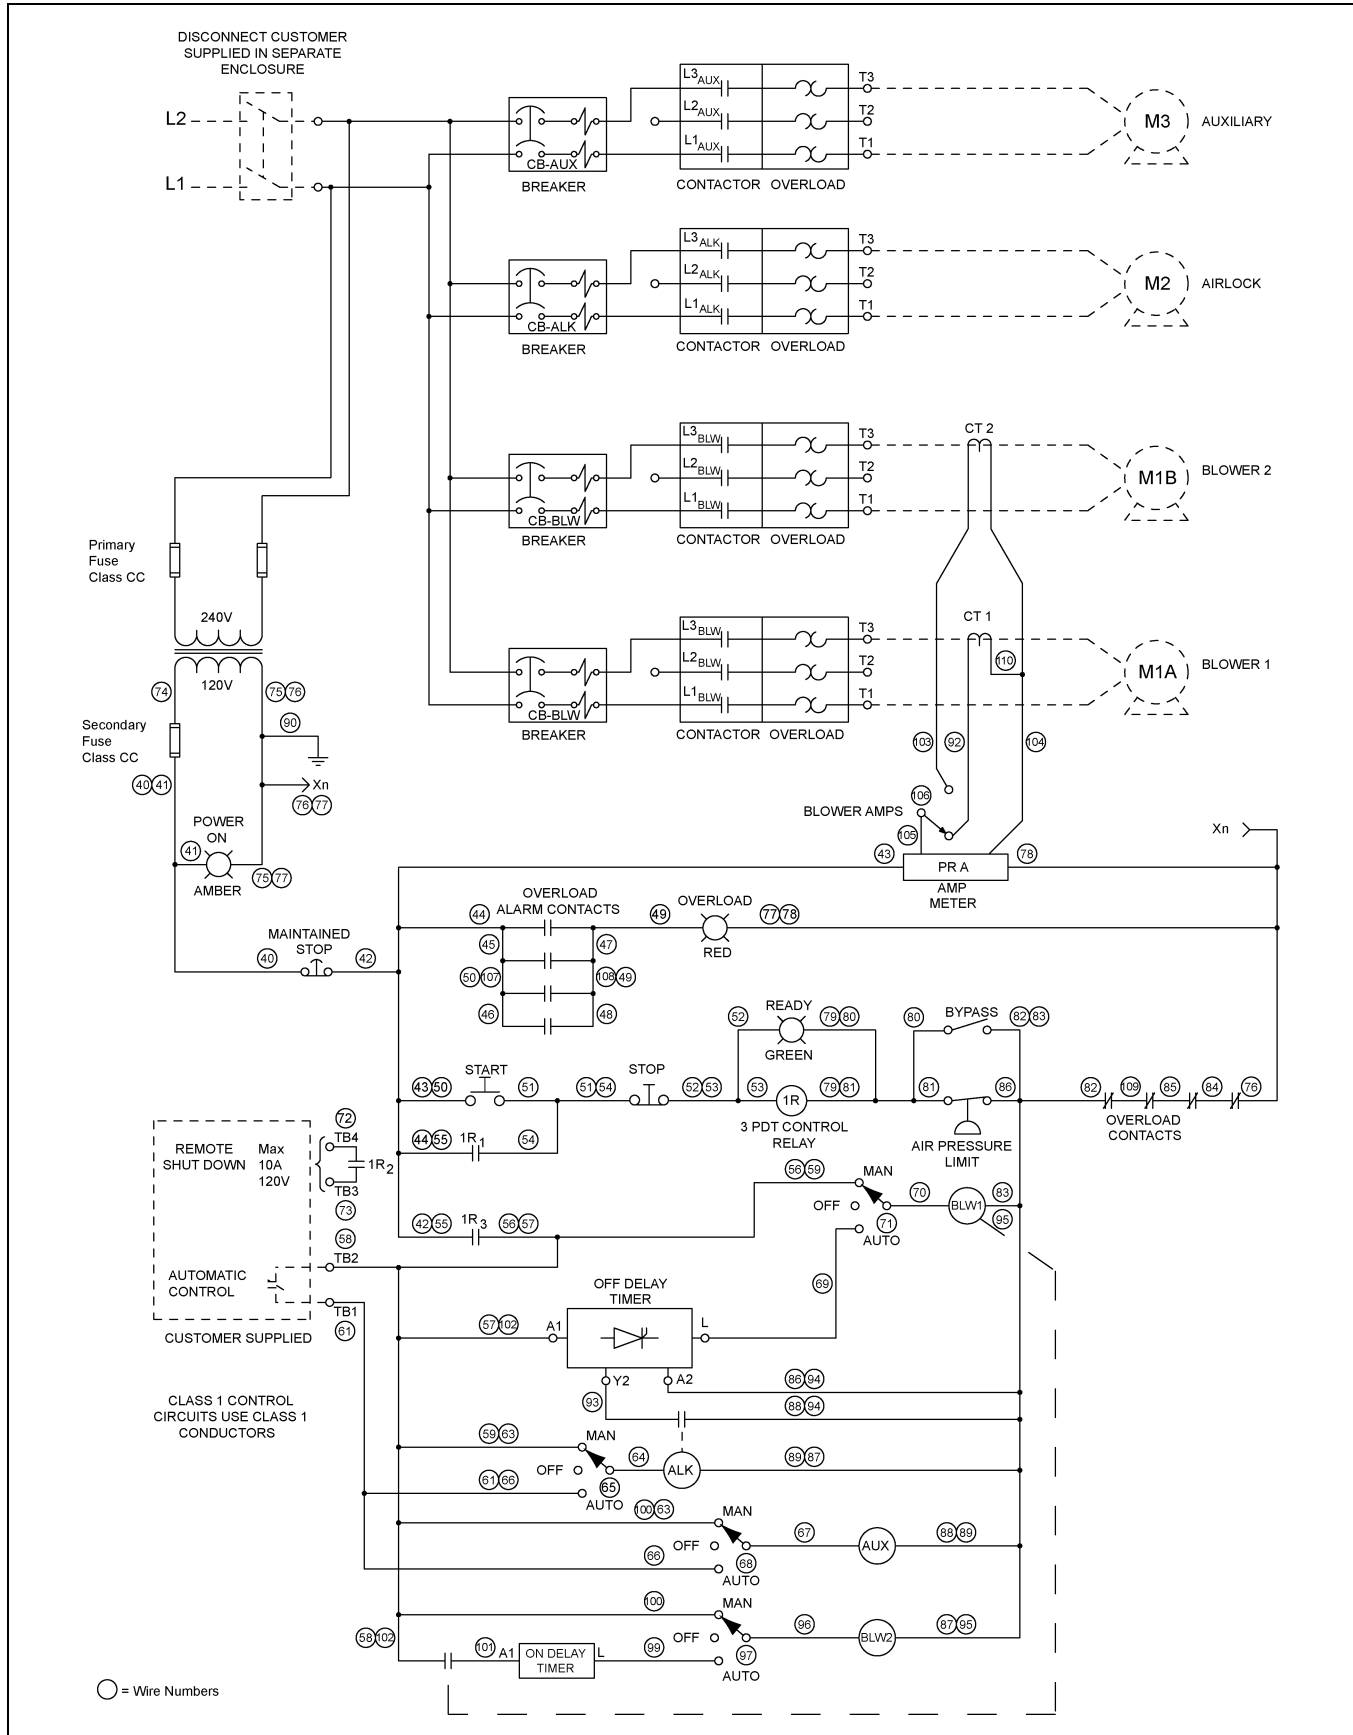 DISCONNECT CUSTOMER
SUPPLIED IN SEPARATE
ENCLOSURE
L2
L1
L3AUX
L2AUX
L1AUX
T3
T2
T1
CB-AUX
BREAKER
CONTACTOR
OVERLOAD
M3
AUXILIARY
L3ALK
L2ALK
L1ALK
T3
T2
T1
CB-ALK
BREAKER
CONTACTOR
OVERLOAD
M2
AIRLOCK
L3BLW
L2BLW
L1BLW
T3
T2
T1
CB-BLW
BREAKER
CONTACTOR
OVERLOAD
CT 2
M1B
BLOWER 2
L3BLW
L2BLW
L1BLW
T3
T2
T1
CB-BLW
BREAKER
CONTACTOR
OVERLOAD
CT 1
110
M1A
BLOWER 1
Primary
Fuse
Class CC
240V
120V
74
75 76
90
Secondary
Fuse
Class CC
40 41
Xn
76 77
POWER
ON
41
AMBER
75 77
103
92
104
106
BLOWER AMPS
105
43
PR A
78
AMP
METER
Xn
MAINTAINED
STOP
40
42
OVERLOAD
ALARM CONTACTS
44
45
47
50 107
108 49
46
48
49
OVERLOAD
RED
77 78
52
READY
GREEN
79 80
80
BYPASS
82 83
43 50
START
51
51 54
STOP
52 53
53
1R
79 81
3 PDT CONTROL
RELAY
81
86
AIR PRESSURE
LIMIT
82
109
85
84
76
OVERLOAD
CONTACTS
44 55
1R1
54
REMOTE
SHUT DOWN
Max
10A
120V
72
TB4
1R2
TB3
73
58
TB2
AUTOMATIC
CONTROL
TB1
61
CUSTOMER SUPPLIED
42 55
1R3
56 57
56 59
MAN
OFF
AUTO
71
70
BLW1
83
95
69
OFF DELAY
TIMER
57 102
A1
L
Y2
A2
93
86 94
88 94
CLASS 1 CONTROL
CIRCUITS USE CLASS 1
CONDUCTORS
59 63
MAN
OFF
AUTO
61 66
65
64
ALK
89 87
100 63
MAN
OFF
AUTO
66
68
67
AUX
88 89
100
MAN
OFF
AUTO
97
96
BLW2
87 95
58 102
101
A1
ON DELAY
TIMER
L
99
= Wire Numbers